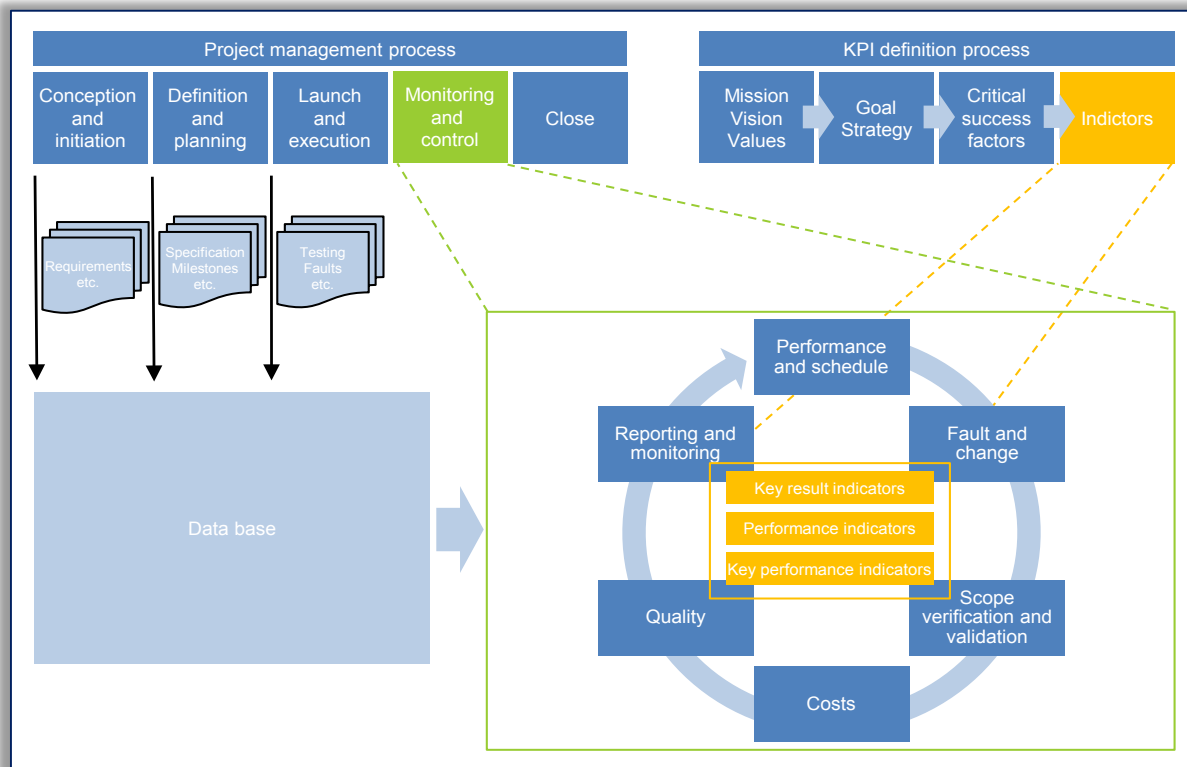 Project management process
KPI definition process
Conception
and
initiation
Definition
and
planning
Launch
and
execution
Monitoring
and
control
Close
Mission
Vision
Values
Goal
Strategy
Critical
success
factors
Indictors
Requirements
etc.
Specification
Milestones
etc.
Testing
Faults
etc.
Data base
Performance
and schedule
Reporting and
monitoring
Fault and
change
Key result indicators
Performance indicators
Key performance indicators
Quality
Scope
verification and
validation
Costs